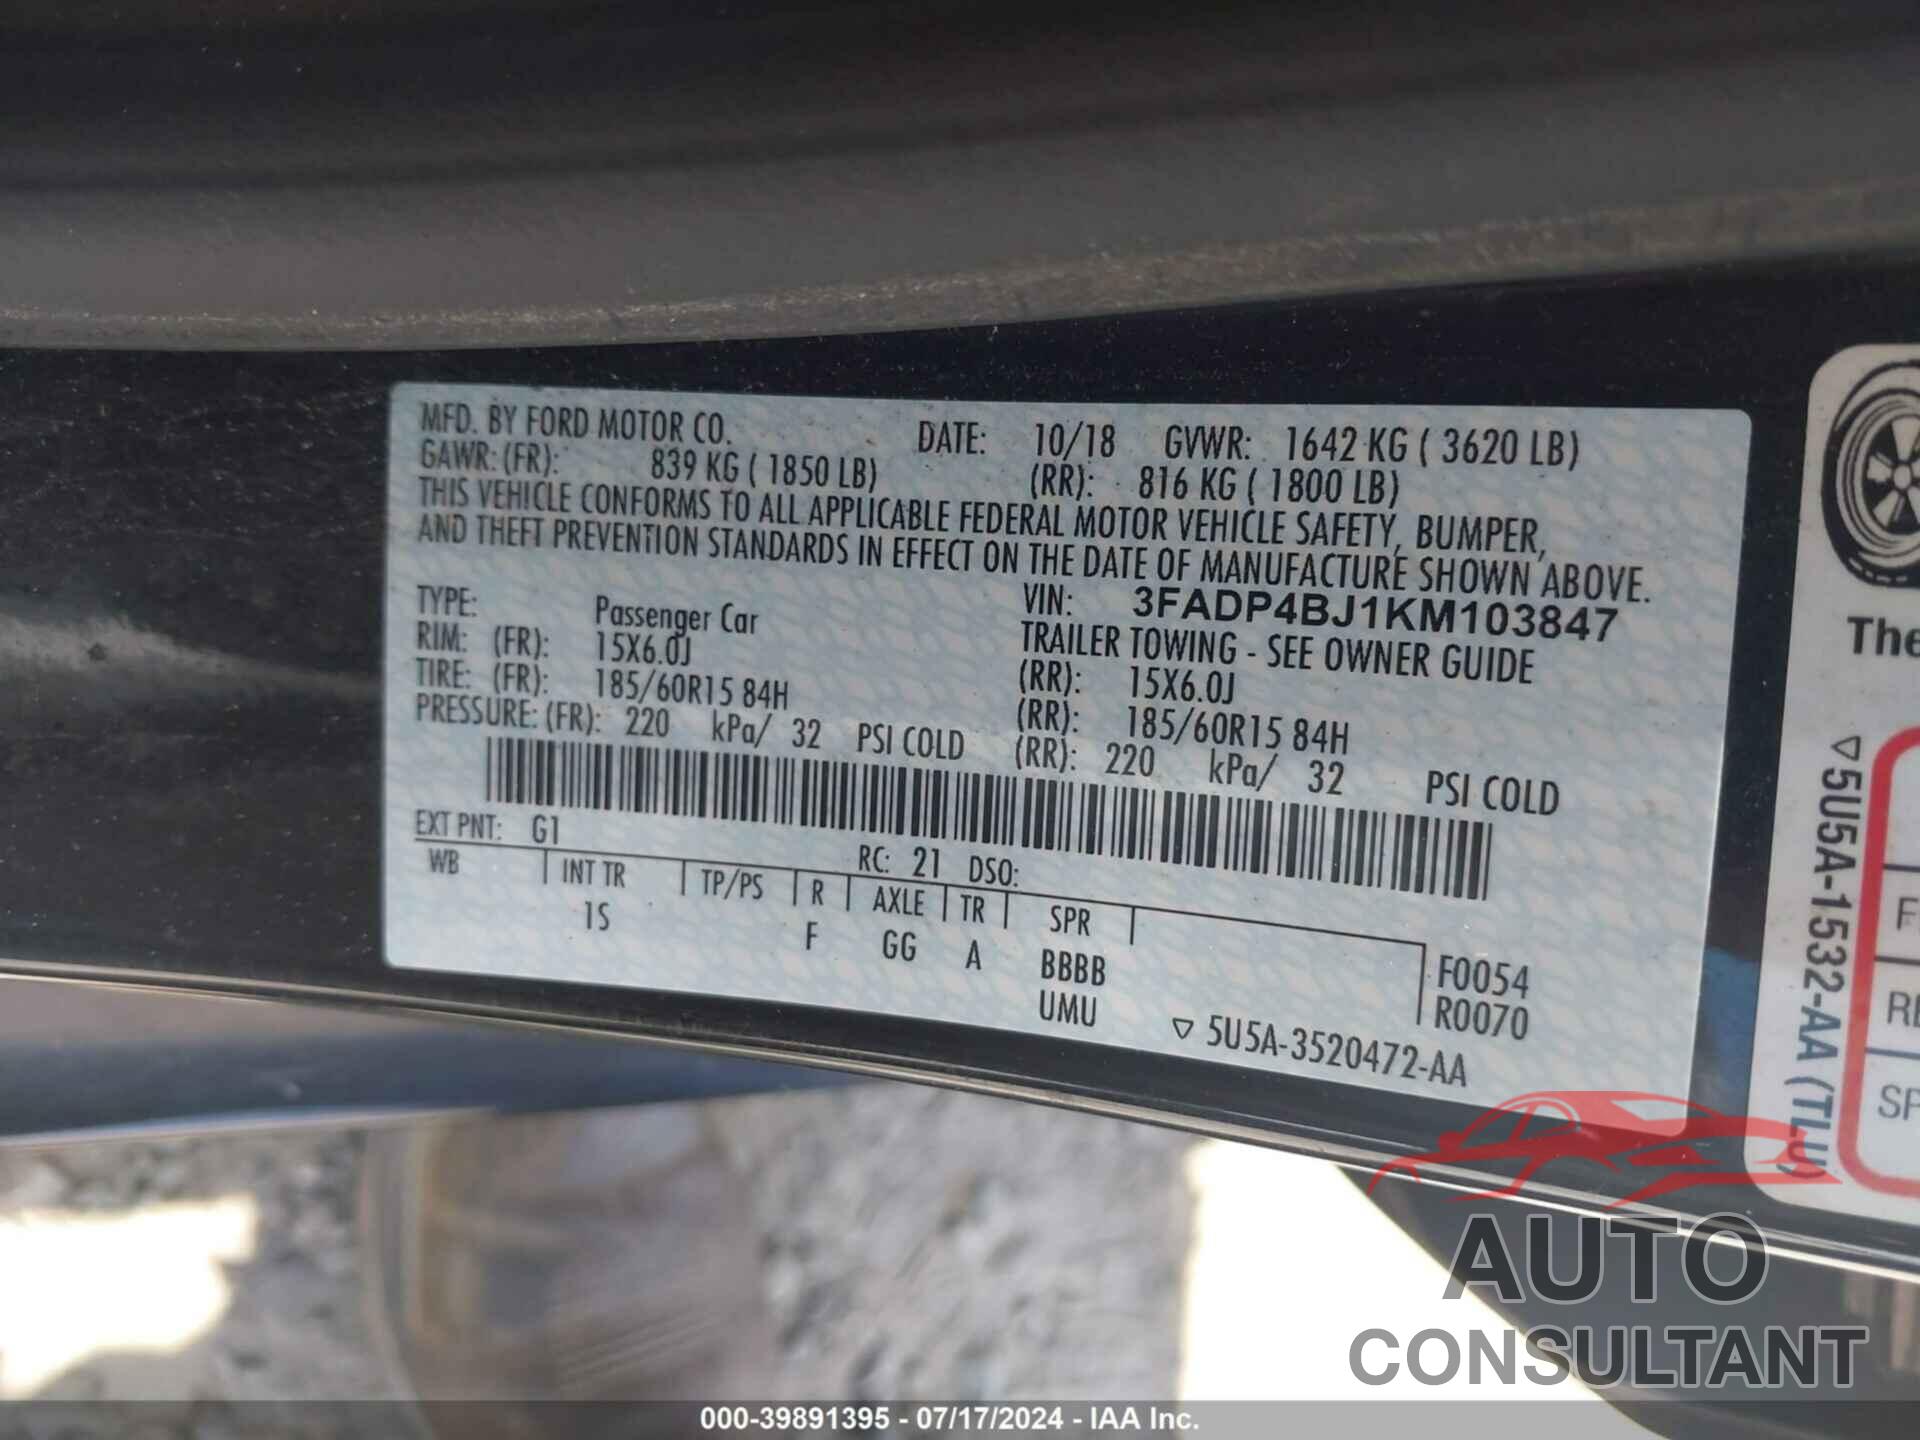 MFD. BY FORD MOTOR CO. DATE: 10/18 GVWR: 1642 KG ( 3620 LB)
GAWR: (FR): 839 KG ( 1850 LB) (RR): 816 KG ( 1800 LB)
THIS VEHICLE CONFORMS TO ALL APPLICABLE FEDERAL MOTOR VEHICLE SAFETY, BUMPER,
AND THEFT PREVENTION STANDARDS IN EFFECT ON THE DATE OF MANUFACTURE SHOWN ABOVE.
VIN: 3FADP4BJ1KM103847
TYPE: Passenger Car TRAILER TOWING - SEE OWNER GUIDE
RIM: (FR): 15X6.0J (RR): 15X6.0J
TIRE: (FR): 185/60R15 84H (RR): 185/60R15 84H
PRESSURE: (FR): 220 kPa/ 32 PSI COLD (RR): 220 kPa/ 32 PSI COLD
EXT PNT: G1 RC: 21 DSO:
WB INT TR TP/PS R AXLE TR SPR
1S F GG A BBBB F0054
UMU R0070
▽ 5U5A-3520472-AA
The
▽5U5A-1532-AA (TLU)
F
RE
SP
AUTO
CONSULTANT
000-39891395 - 07/17/2024 - IAA Inc.